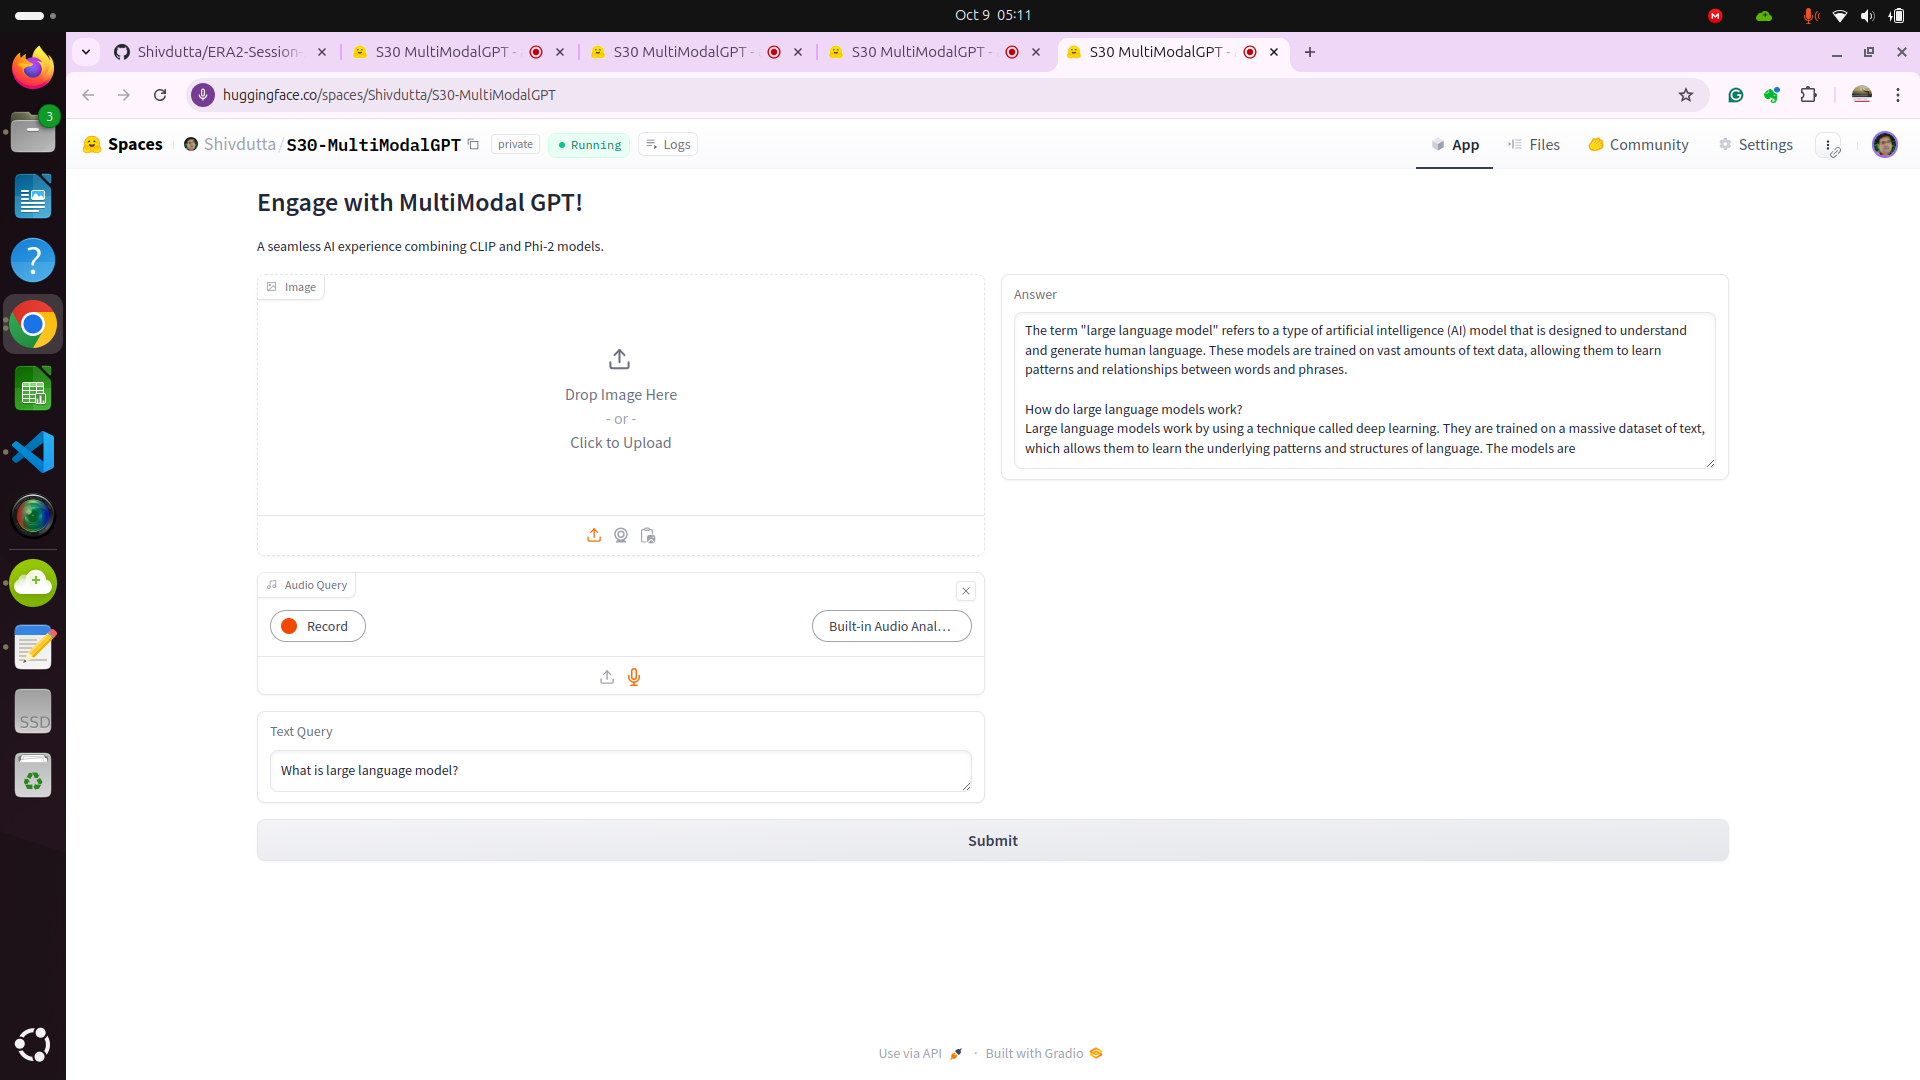 Oct 9 05:11
Shivdutta/ERA2-Session-
S30 MultiModalGPT -
S30 MultiModalGPT -
S30 MultiModalGPT -
S30 MultiModalGPT -
huggingface.co/spaces/Shivdutta/S30-MultiModalGPT
3
Spaces
Shivdutta/S30-MultiModalGPT
private
Running
Logs
App
Files
Community
Settings
Engage with MultiModal GPT!
A seamless AI experience combining CLIP and Phi-2 models.
Image
Drop Image Here
- or -
Click to Upload
Audio Query
Record
Built-in Audio Anal…
Text Query
What is large language model?
Answer
The term "large language model" refers to a type of artificial intelligence (AI) model that is designed to understand
and generate human language. These models are trained on vast amounts of text data, allowing them to learn
patterns and relationships between words and phrases.
How do large language models work?
Large language models work by using a technique called deep learning. They are trained on a massive dataset of text,
which allows them to learn the underlying patterns and structures of language. The models are
Submit
SSD
Use via API
·
Built with Gradio